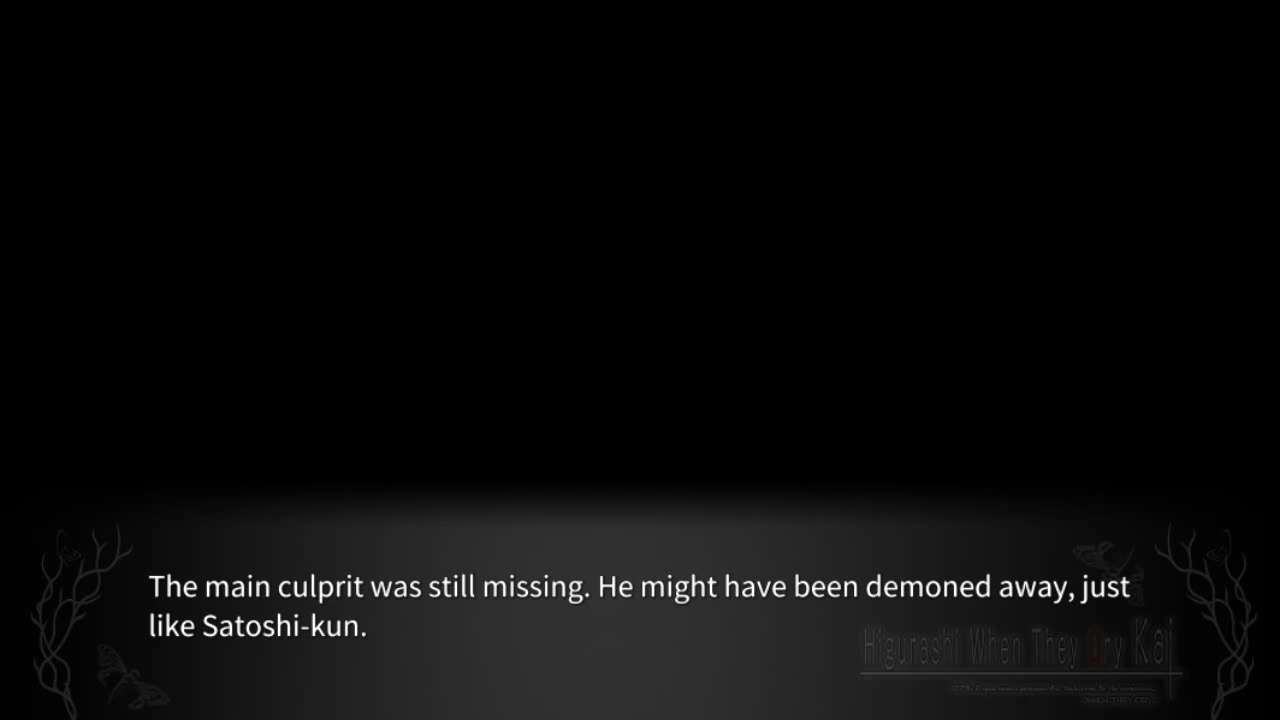 The main culprit was still missing. He might have been demoned away, just
like Satoshi-kun.
Higurashi When They Cry Kai